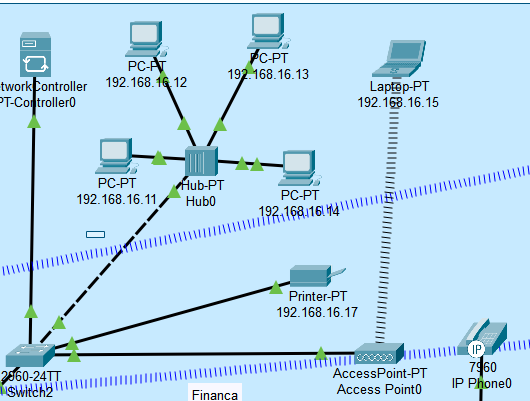 PC-PT
192.168.16.12
PC-PT
192.168.16.13
Laptop-PT
192.168.16.15
tworkController
PT-Controller0
PC-PT
192.168.16.11
Hub-PT
Hub0
PC-PT
192.168.16.14
Printer-PT
192.168.16.17
2960-24TT
Switch2
AccessPoint-PT
Access Point0
IP
7960
IP Phone0
Financa